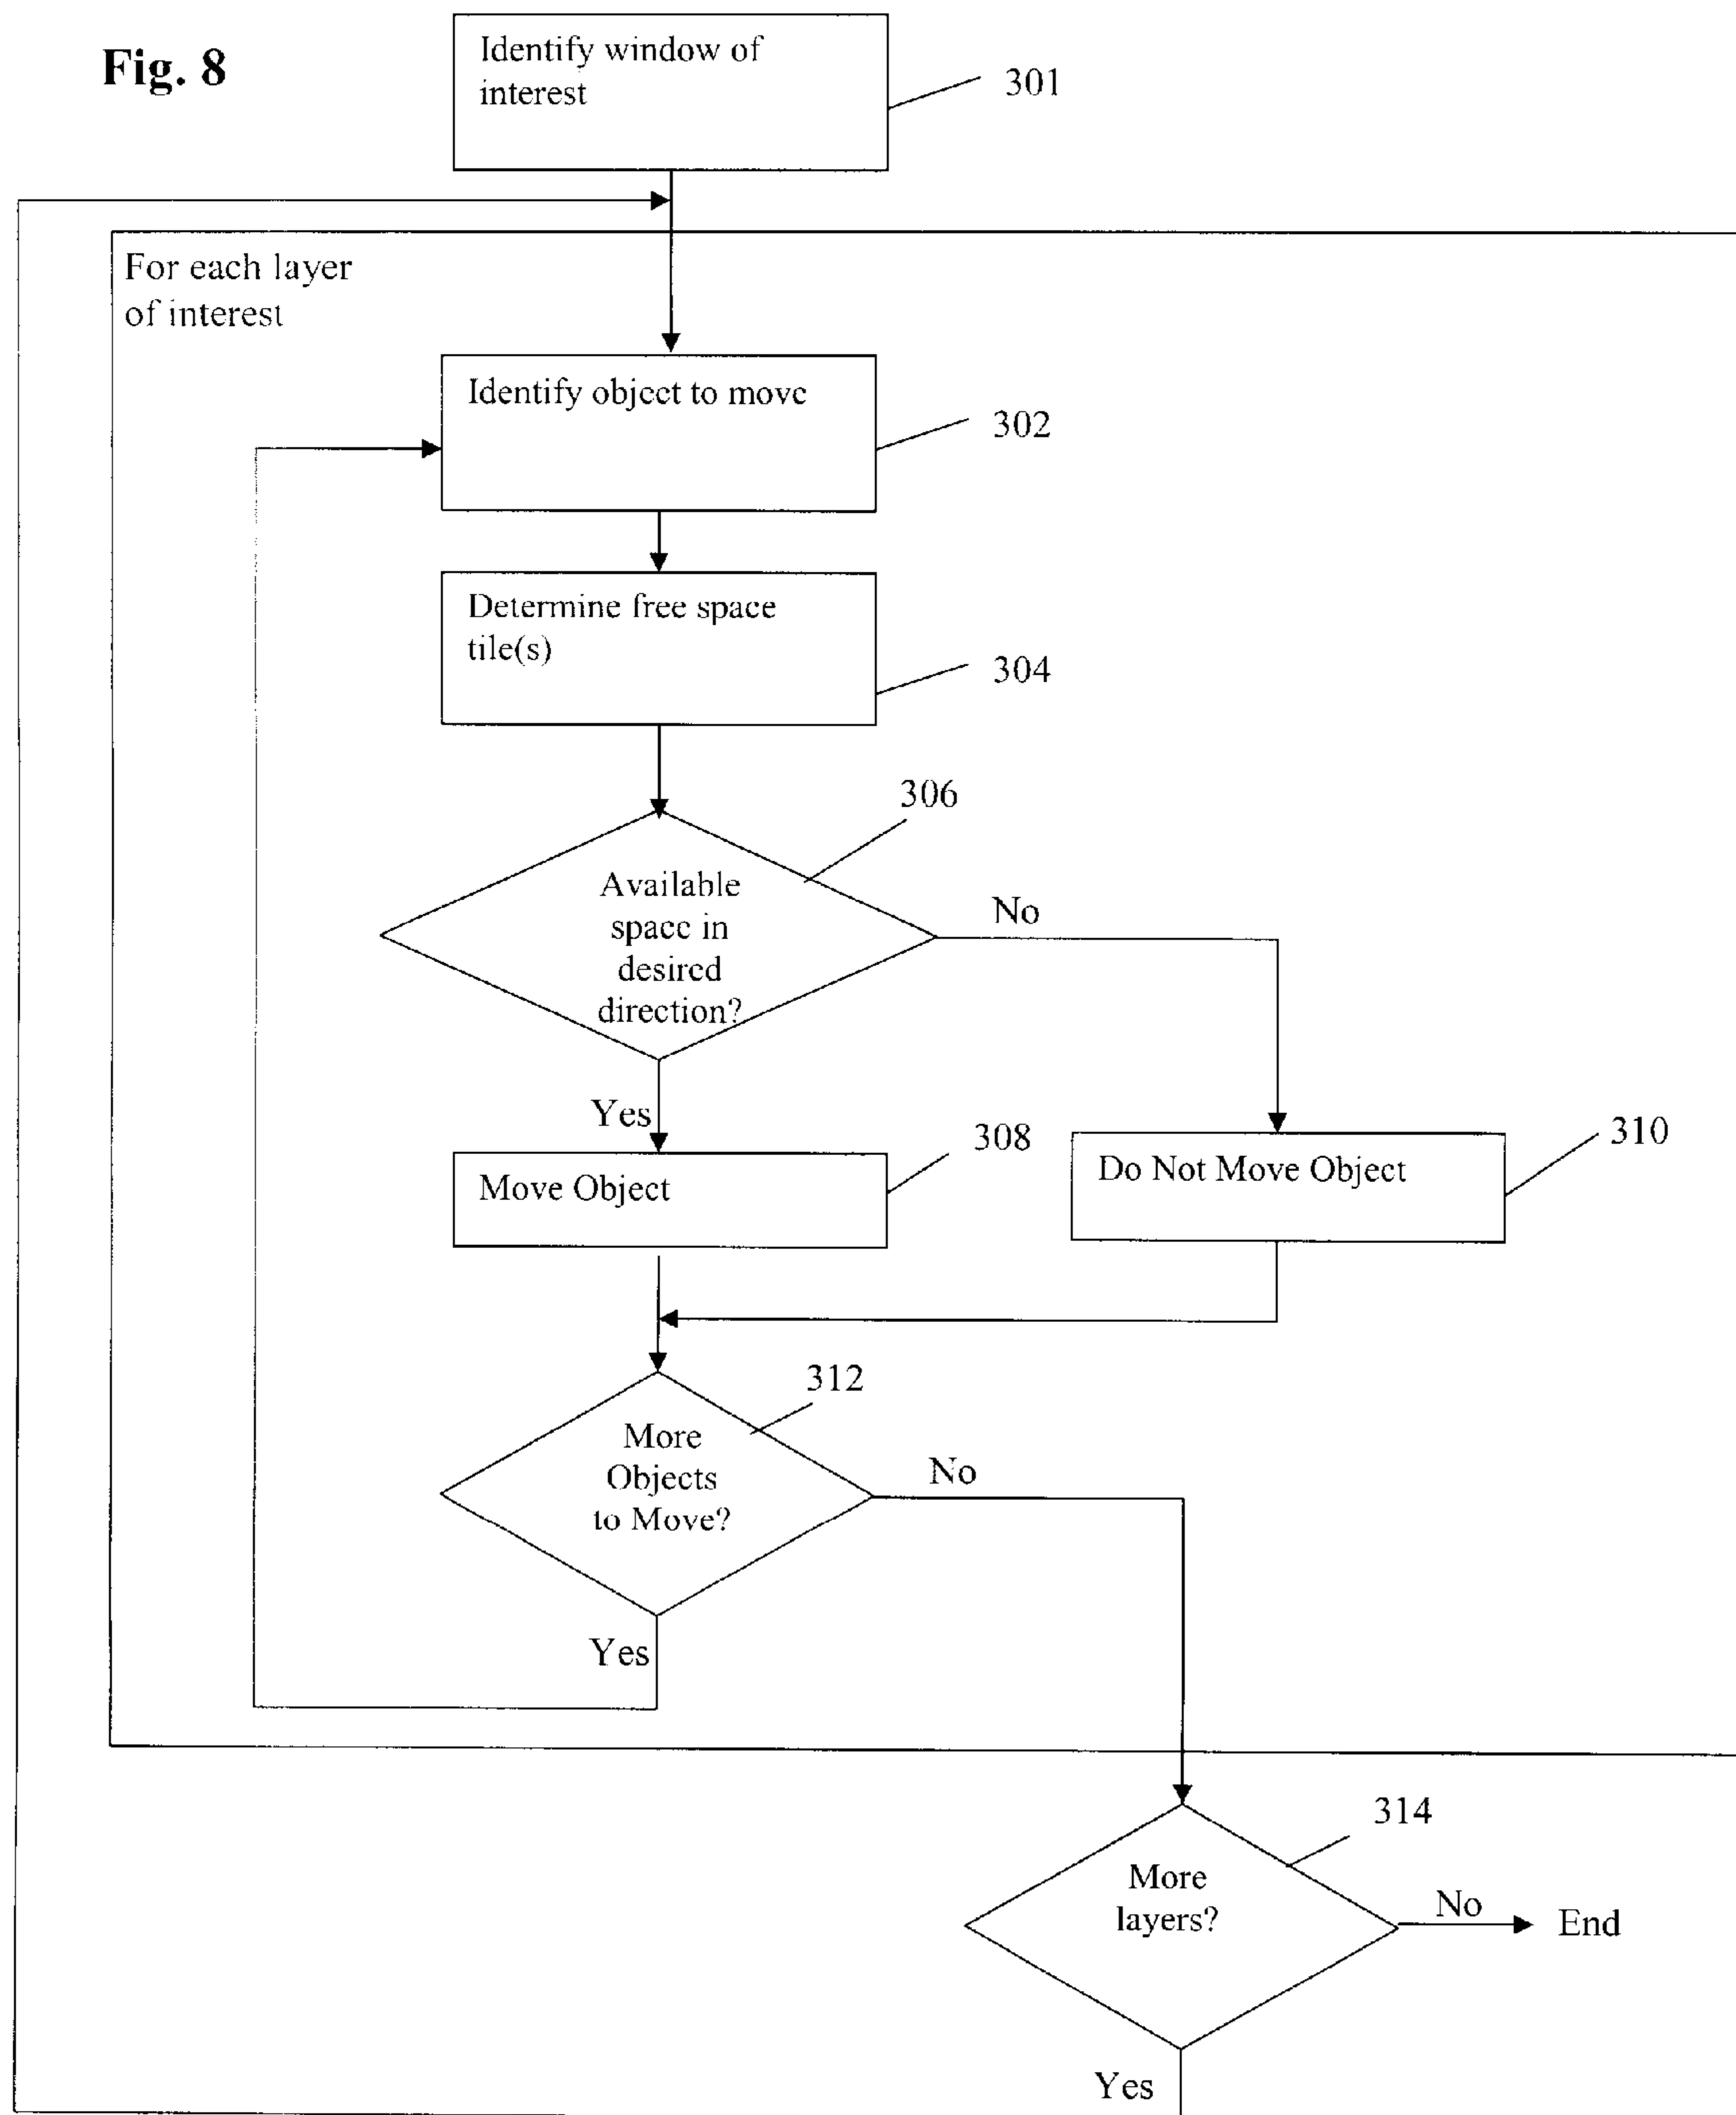 Fig. 8
Identify window of
interest
301
For each layer
of interest
Identify object to move
302
Determine free space
tile(s)
304
306
Available
space in
desired
direction?
No
Yes
308
Move Object
310
Do Not Move Object
312
More
Objects
to Move?
No
Yes
314
More
layers?
No
End
Yes